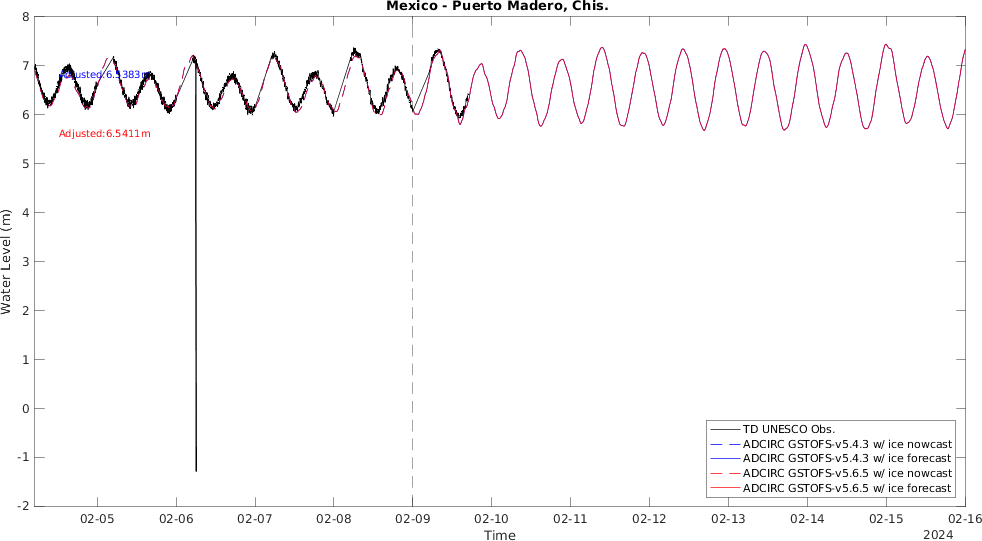 Mexico - Puerto Madero, Chis.
Water Level (m)
8
7
6
5
4
3
2
1
0
-1
-2
Adjusted:6.5383m
Adjusted:6.5411m
TD UNESCO Obs.
ADCIRC GSTOFS-v5.4.3 w/ ice nowcast
ADCIRC GSTOFS-v5.4.3 w/ ice forecast
ADCIRC GSTOFS-v5.6.5 w/ ice nowcast
ADCIRC GSTOFS-v5.6.5 w/ ice forecast
02-05 02-06 02-07 02-08 02-09 02-10 02-11 02-12 02-13 02-14 02-15 02-16
Time
2024